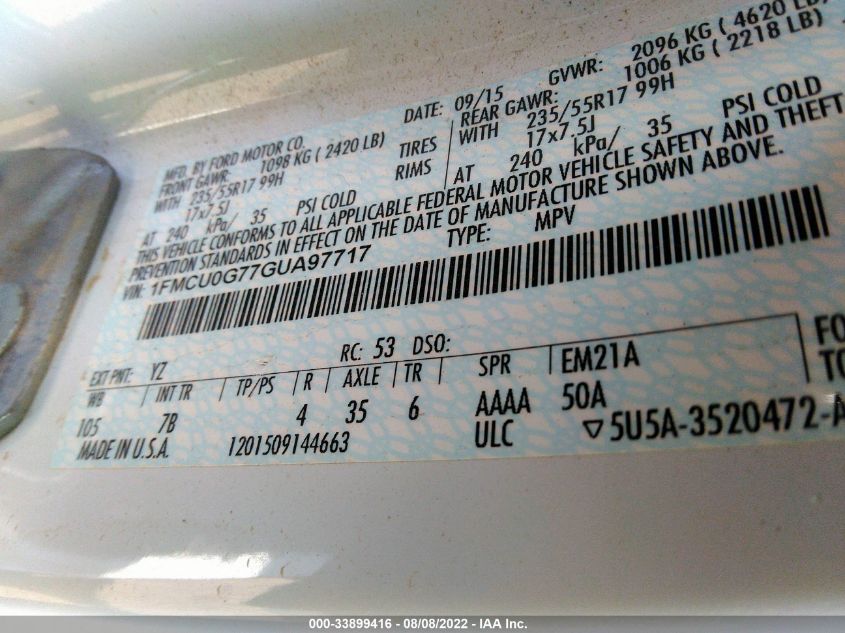 MFD. BY FORD MOTOR CO. DATE: 09/15 GVWR: 2096 KG ( 4620 LB)
FRONT GAWR: 1098 KG ( 2420 LB) REAR GAWR: 1006 KG ( 2218 LB)
WITH 235/55R17 99H TIRES WITH 235/55R17 99H
17x7.5J RIMS 17x7.5J
AT 240 kPa/ 35 PSI COLD AT 240 kPa/ 35 PSI COLD
THIS VEHICLE CONFORMS TO ALL APPLICABLE FEDERAL MOTOR VEHICLE SAFETY AND THEFT
PREVENTION STANDARDS IN EFFECT ON THE DATE OF MANUFACTURE SHOWN ABOVE.
VIN: 1FMCU0G77GUA97717 TYPE: MPV
EXT PNT: YZ RC: 53 DSO:
WB INT TR TP/PS R AXLE TR SPR EM21A
105 7B 4 35 6 AAAA 50A
MADE IN U.S.A. 1201509144663 ULC ▽5U5A-3520472-A
000-33899416 - 08/08/2022 - IAA Inc.